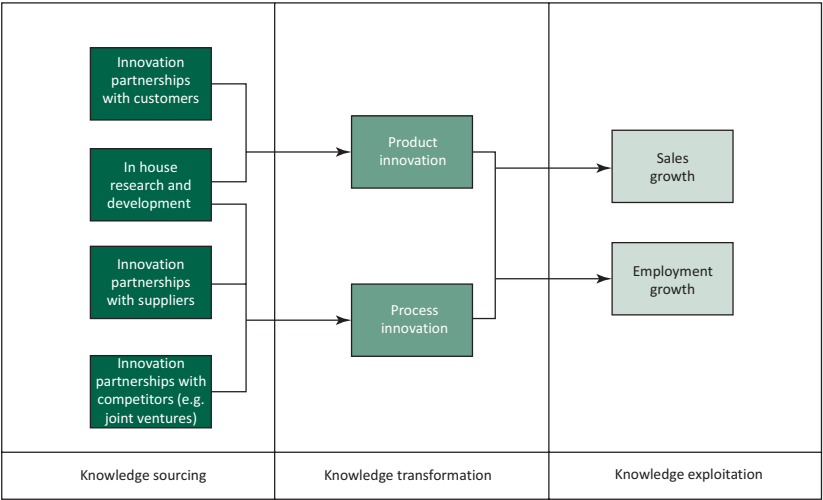 Innovation
partnerships
with customers
In house
research and
development
Innovation
partnerships
with suppliers
Innovation
partnerships with
competitors (e.g.
joint ventures)
Product
innovation
Process
innovation
Sales
growth
Employment
growth
Knowledge sourcing
Knowledge transformation
Knowledge exploitation